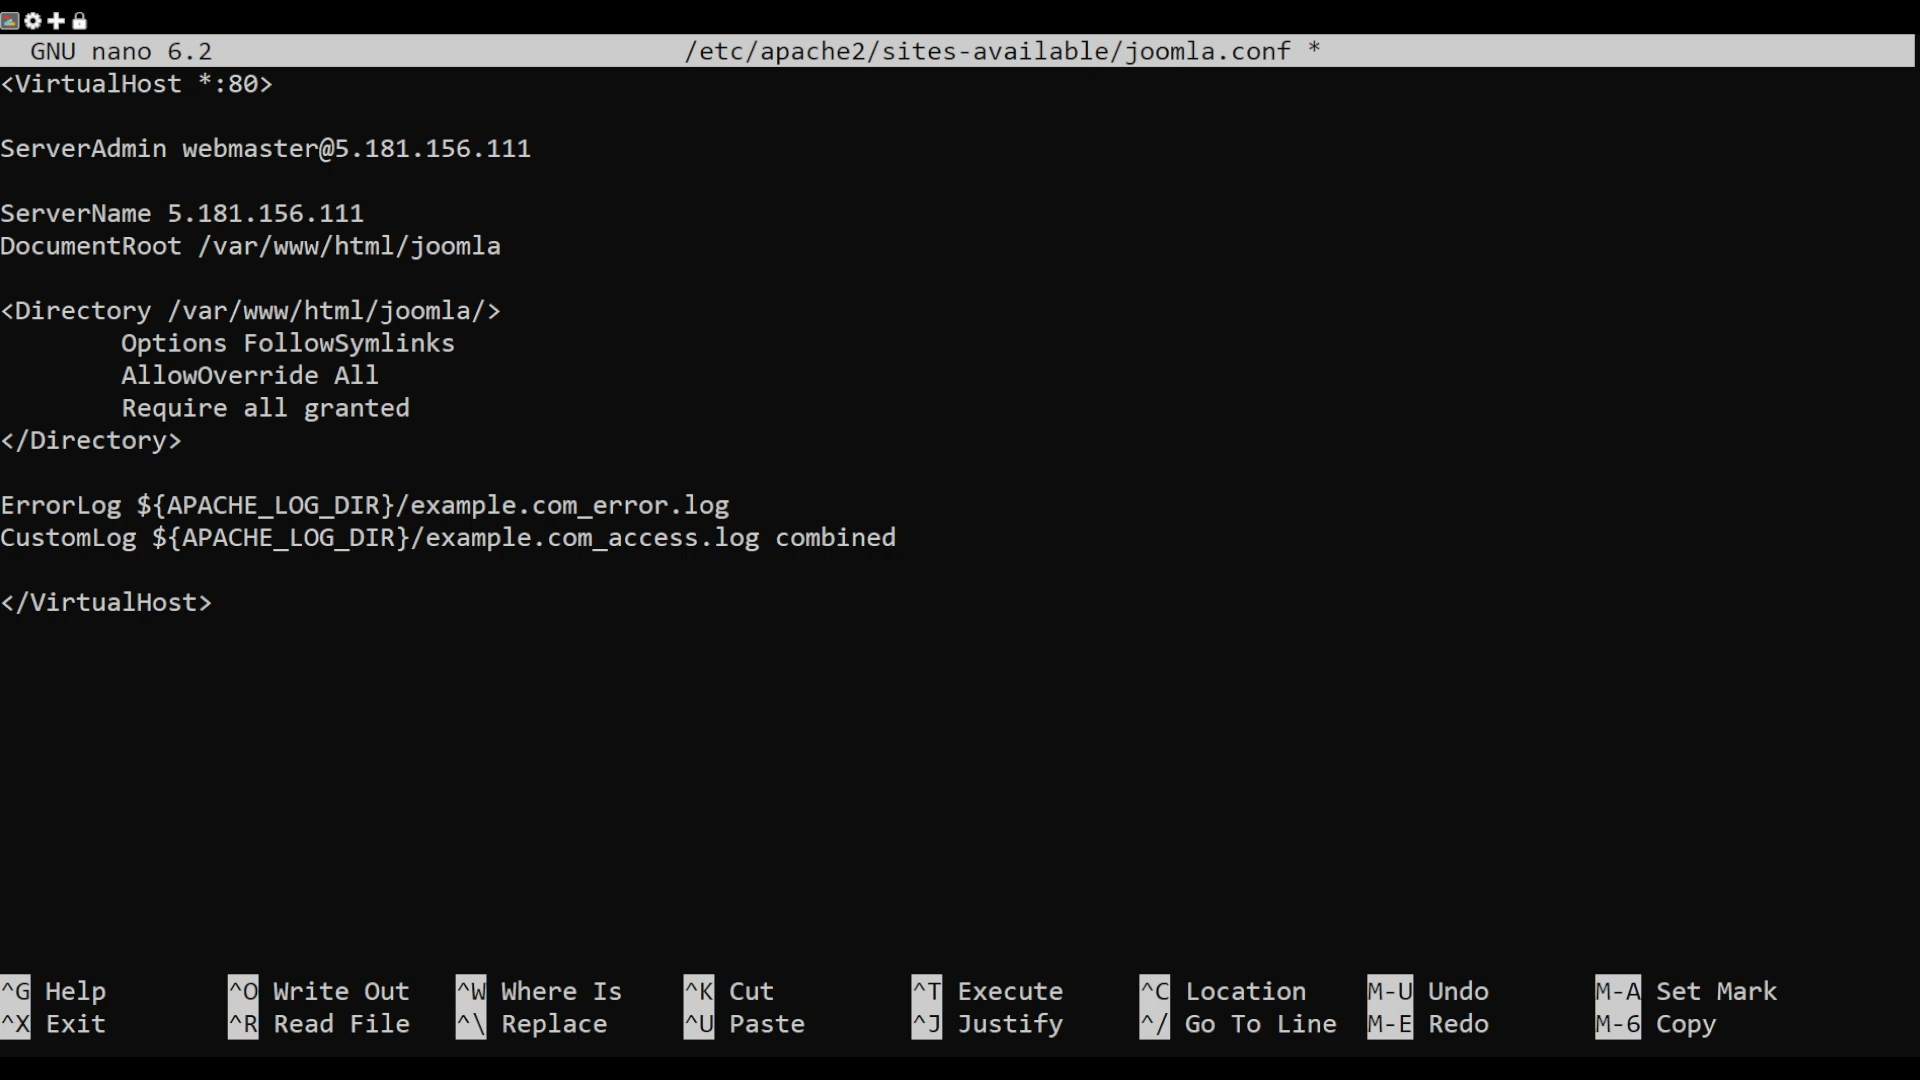 GNU nano 6.2 /etc/apache2/sites-available/joomla.conf *
<VirtualHost *:80>
ServerAdmin webmaster@5.181.156.111
ServerName 5.181.156.111
DocumentRoot /var/www/html/joomla
<Directory /var/www/html/joomla/>
Options FollowSymlinks
AllowOverride All
Require all granted
</Directory>
ErrorLog ${APACHE_LOG_DIR}/example.com_error.log
CustomLog ${APACHE_LOG_DIR}/example.com_access.log combined
</VirtualHost>
^G Help ^O Write Out ^W Where Is ^K Cut ^T Execute ^C Location M-U Undo M-A Set Mark
^X Exit ^R Read File ^\ Replace ^U Paste ^J Justify ^/ Go To Line M-E Redo M-6 Copy